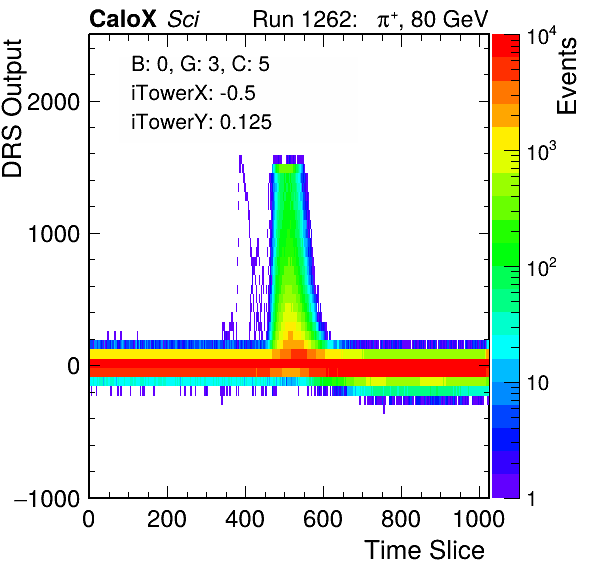 CaloX Sci Run 1262: π⁺, 80 GeV
B: 0, G: 3, C: 5
iTowerX: -0.5
iTowerY: 0.125
DRS Output
2000
1000
0
−1000
0 200 400 600 800 1000
Time Slice
Events
10⁴
10³
10²
10
1